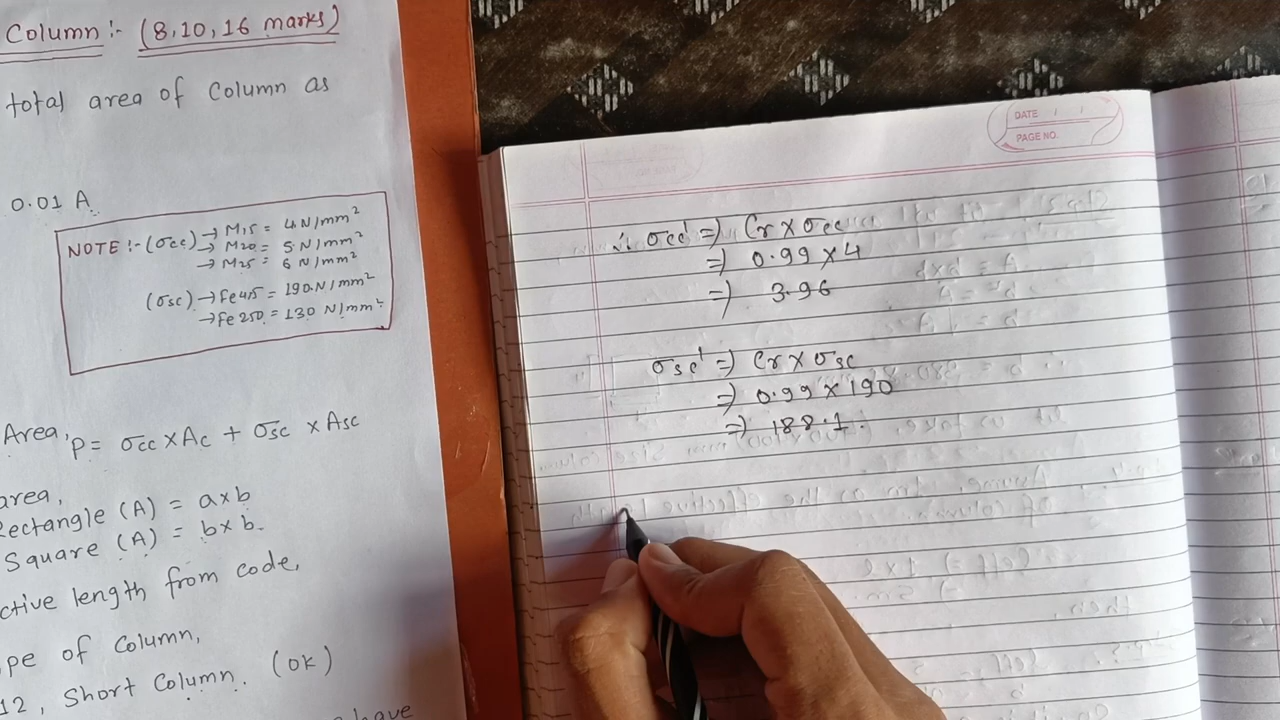 Column :- (8,10,16 marks)
total area of Column as
0.01 A
NOTE :- (σcc) → M15 = 4N/mm²
→ M20 = 5 N/mm²
→ M25 = 6 N/mm²
(σsc) → fe415 = 190 N/mm²
→ fe250 = 130 N/mm²
Area,
P = σcc x Ac + σsc x Asc
area,
Rectangle (A) = a x b
Square (A) = b x b.
ctive length from code,
pe of Column,
12, Short Column. (OK)
have
DATE / /
PAGE NO.
∴ σcc' => Cr x σcc
=> 0.99 x 4
=> 3.96
σsc' => Cr x σsc
=> 0.99 x 190
=> 188.1.